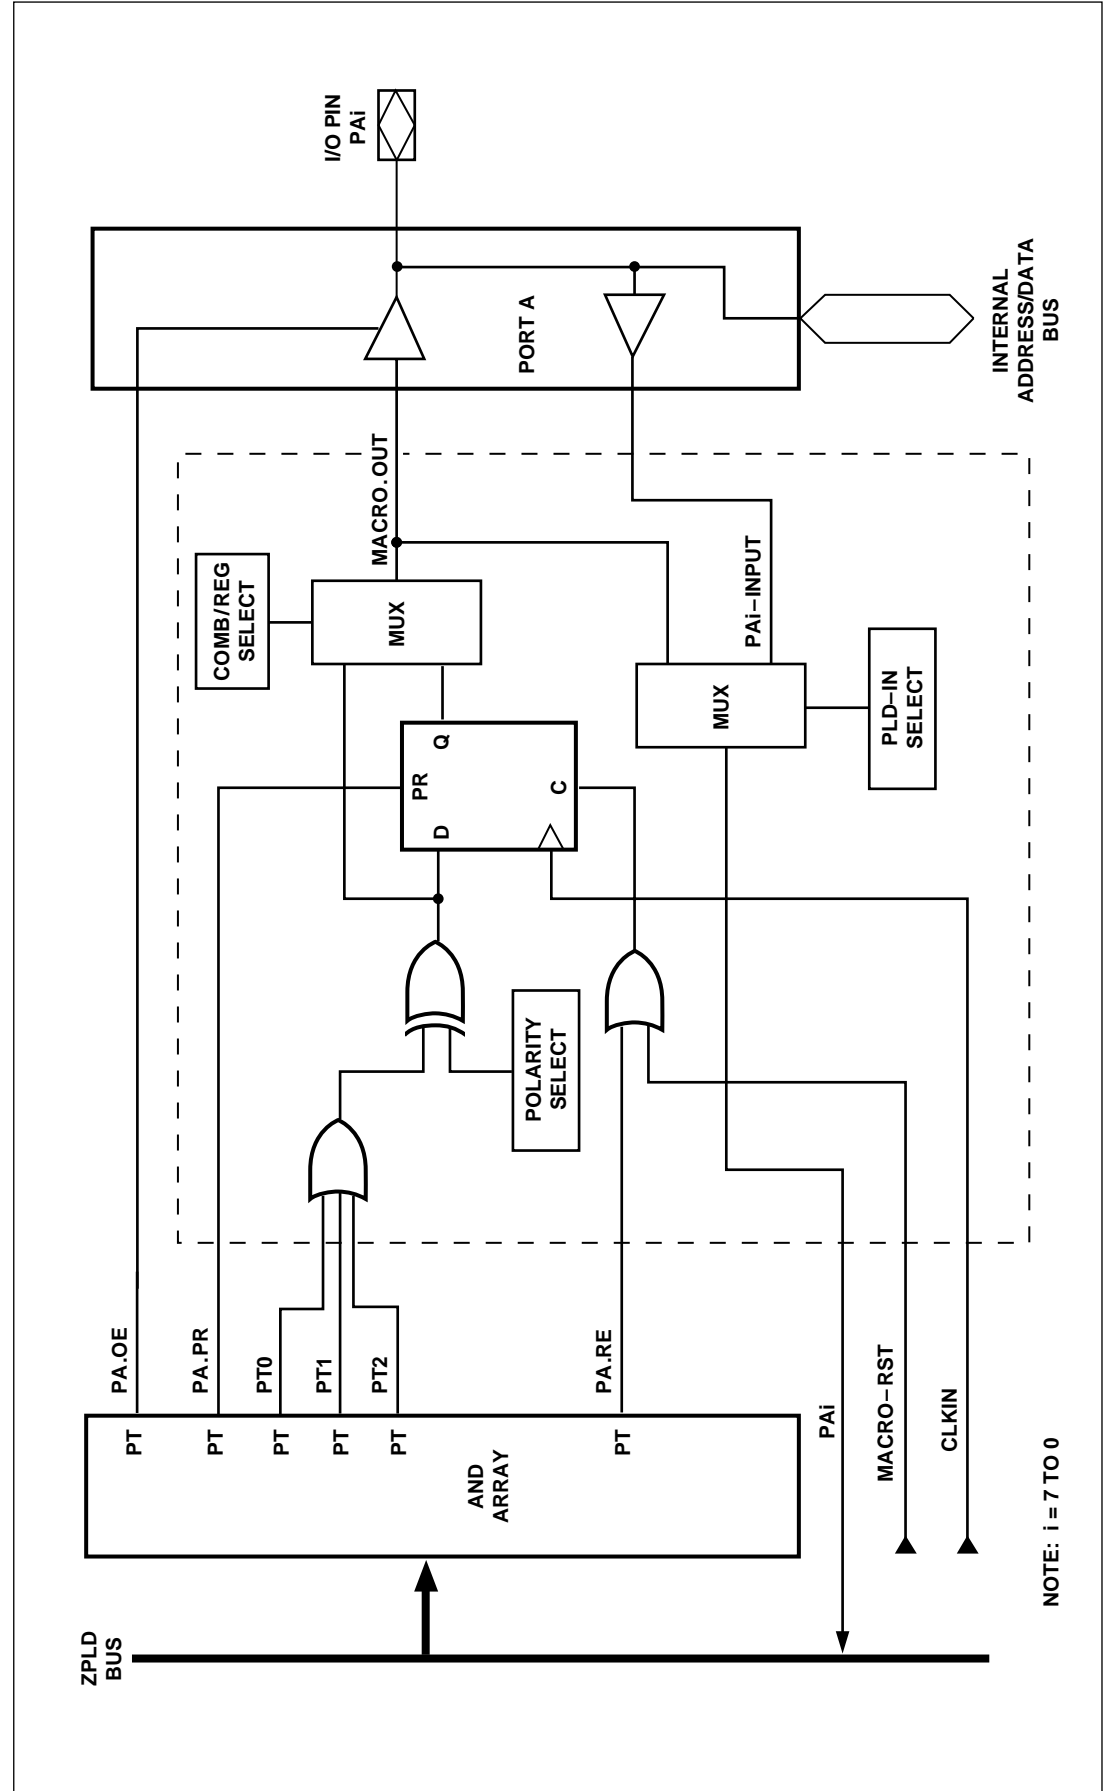 ZPLD
BUS
AND
ARRAY
PT
PT
PT
PT
PT
PT
PA.OE
PA.PR
PT0
PT1
PT2
PA.RE
PAi
MACRO–RST
CLKIN
POLARITY
SELECT
D
PR
Q
C
COMB/REG
SELECT
MUX
MACRO.OUT
MUX
PAi–INPUT
PLD–IN
SELECT
PORT A
I/O PIN
PAi
INTERNAL
ADDRESS/DATA
BUS
NOTE: i = 7 TO 0